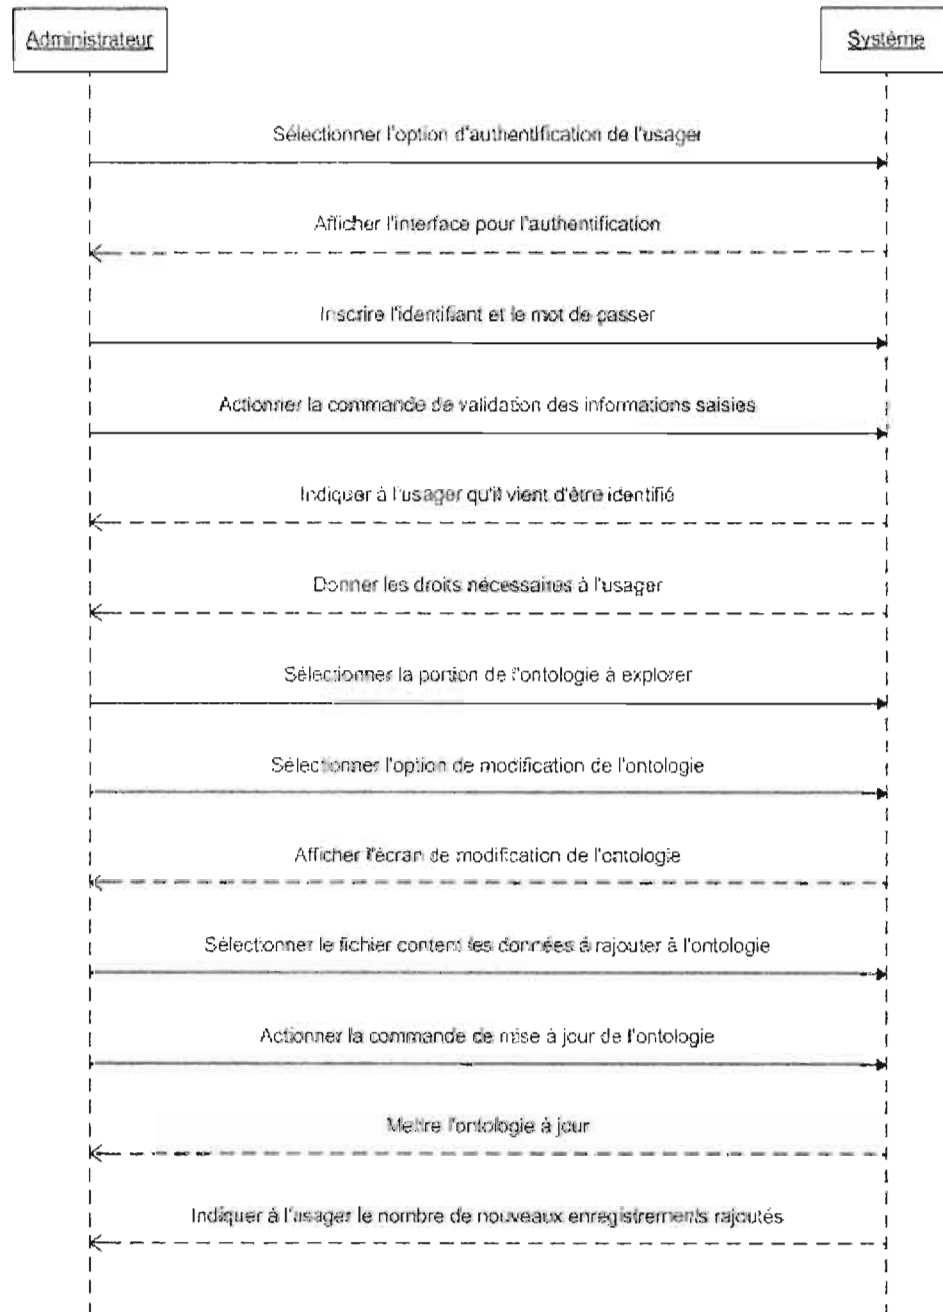 Administrateur
Système
Sélectionner l'option d'authentification de l'usager
Afficher l'interface pour l'authentification
Inscrire l'identifiant et le mot de passer
Actionner la commande de validation des informations saisies
Indiquer à l'usager qu'il vient d'être identifié
Donner les droits nécessaires à l'usager
Sélectionner la portion de l'ontologie à explorer
Sélectionner l'option de modification de l'ontologie
Afficher l'écran de modification de l'ontologie
Sélectionner le fichier content les données à rajouter à l'ontologie
Actionner la commande de mise à jour de l'ontologie
Mettre l'ontologie à jour
Indiquer à l'usager le nombre de nouveaux enregistrements rajoutés